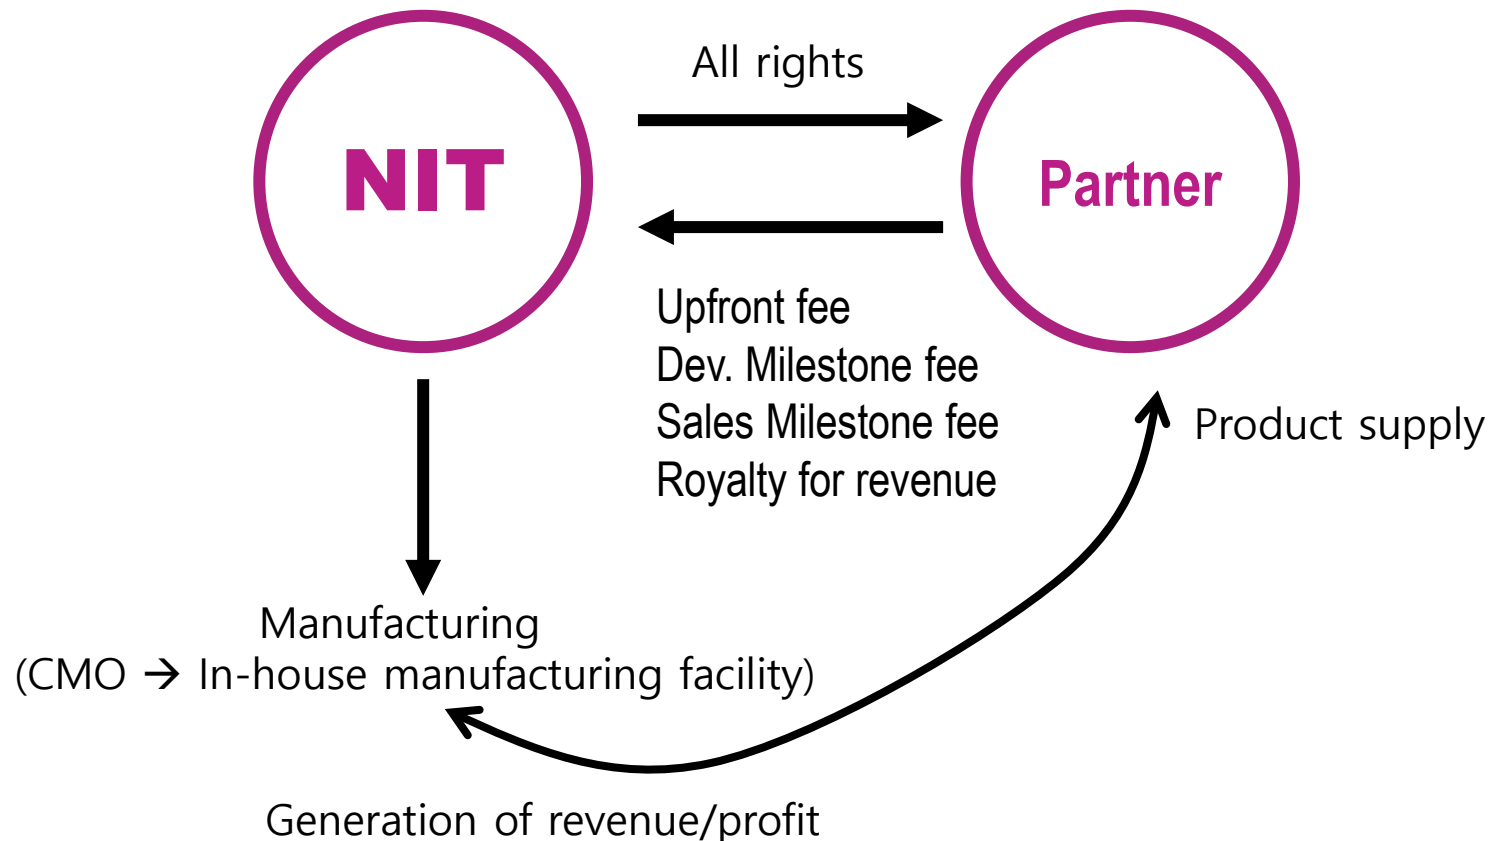 All rights
NIT
Partner
Upfront fee
Dev. Milestone fee
Sales Milestone fee
Royalty for revenue
Product supply
Manufacturing
(CMO → In-house manufacturing facility)
Generation of revenue/profit